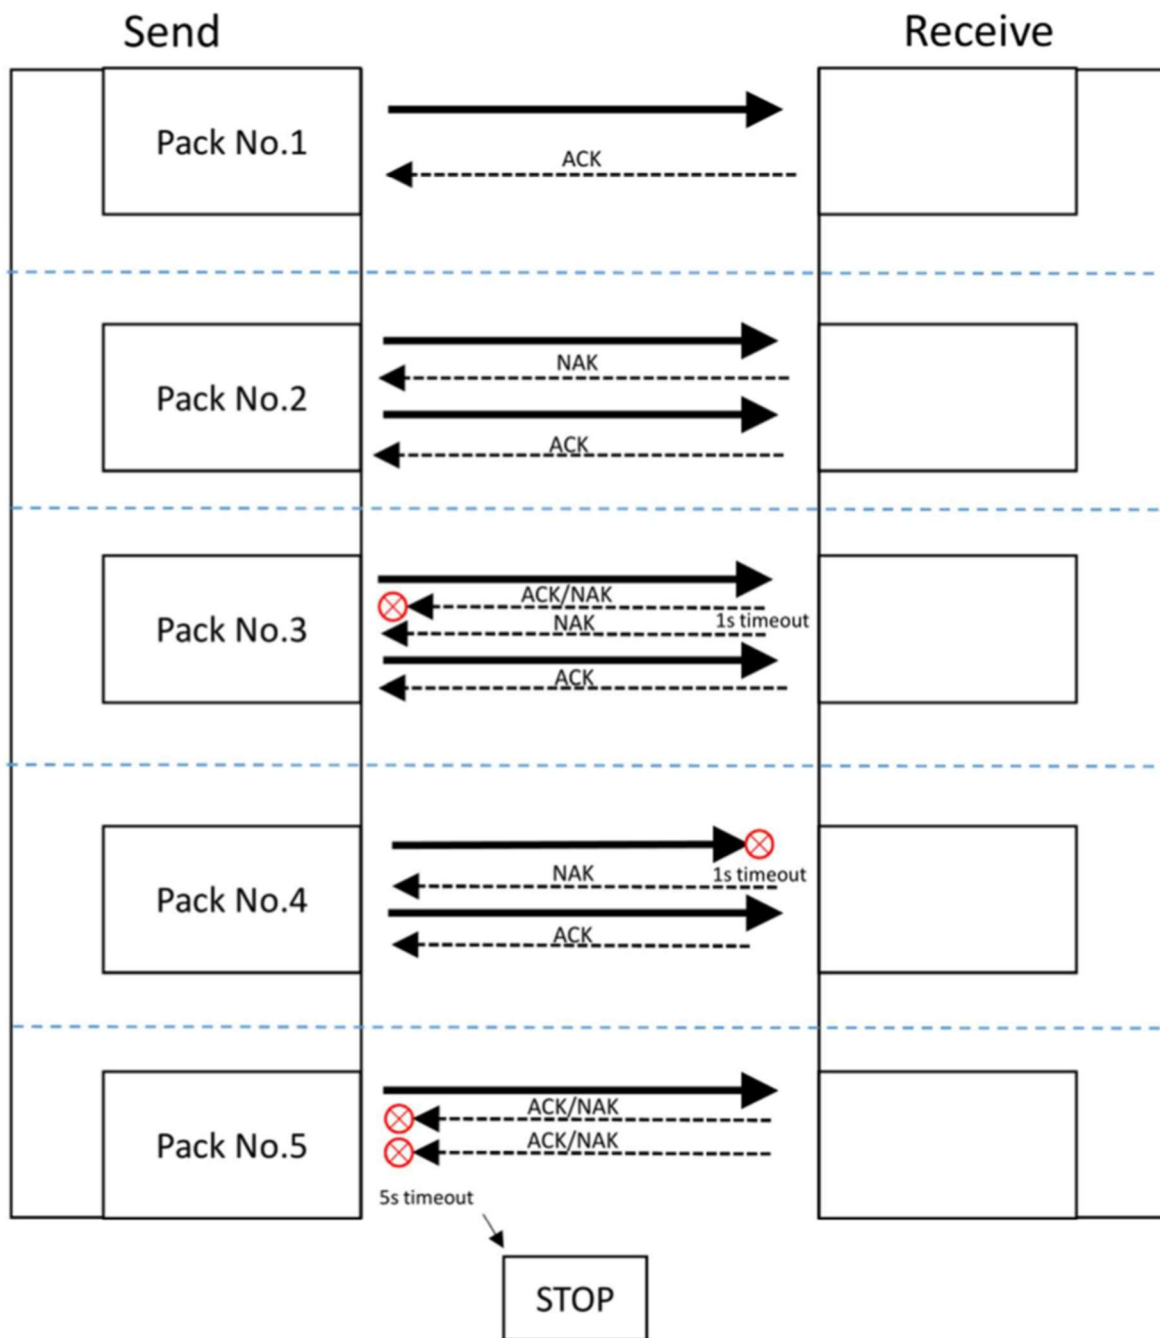 Send
Receive
Pack No.1
ACK
Pack No.2
NAK
ACK
Pack No.3
ACK/NAK
1s timeout
NAK
ACK
Pack No.4
1s timeout
NAK
ACK
Pack No.5
ACK/NAK
ACK/NAK
5s timeout
STOP